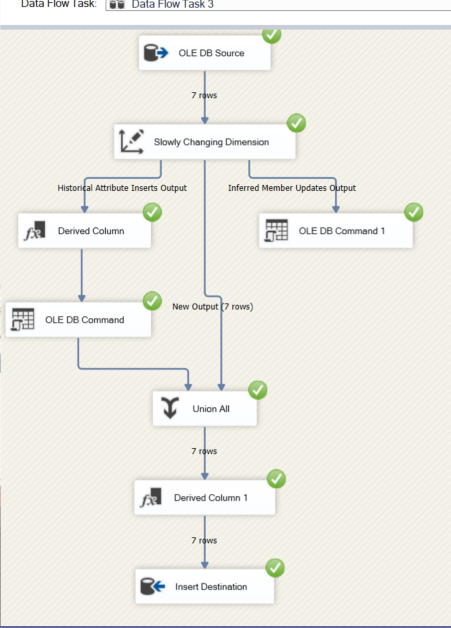 Data Flow Task: Data Flow Task 3
OLE DB Source
7 rows
Slowly Changing Dimension
Historical Attribute Inserts Output
Inferred Member Updates Output
Derived Column
OLE DB Command 1
New Output (7 rows)
OLE DB Command
Union All
7 rows
Derived Column 1
7 rows
Insert Destination